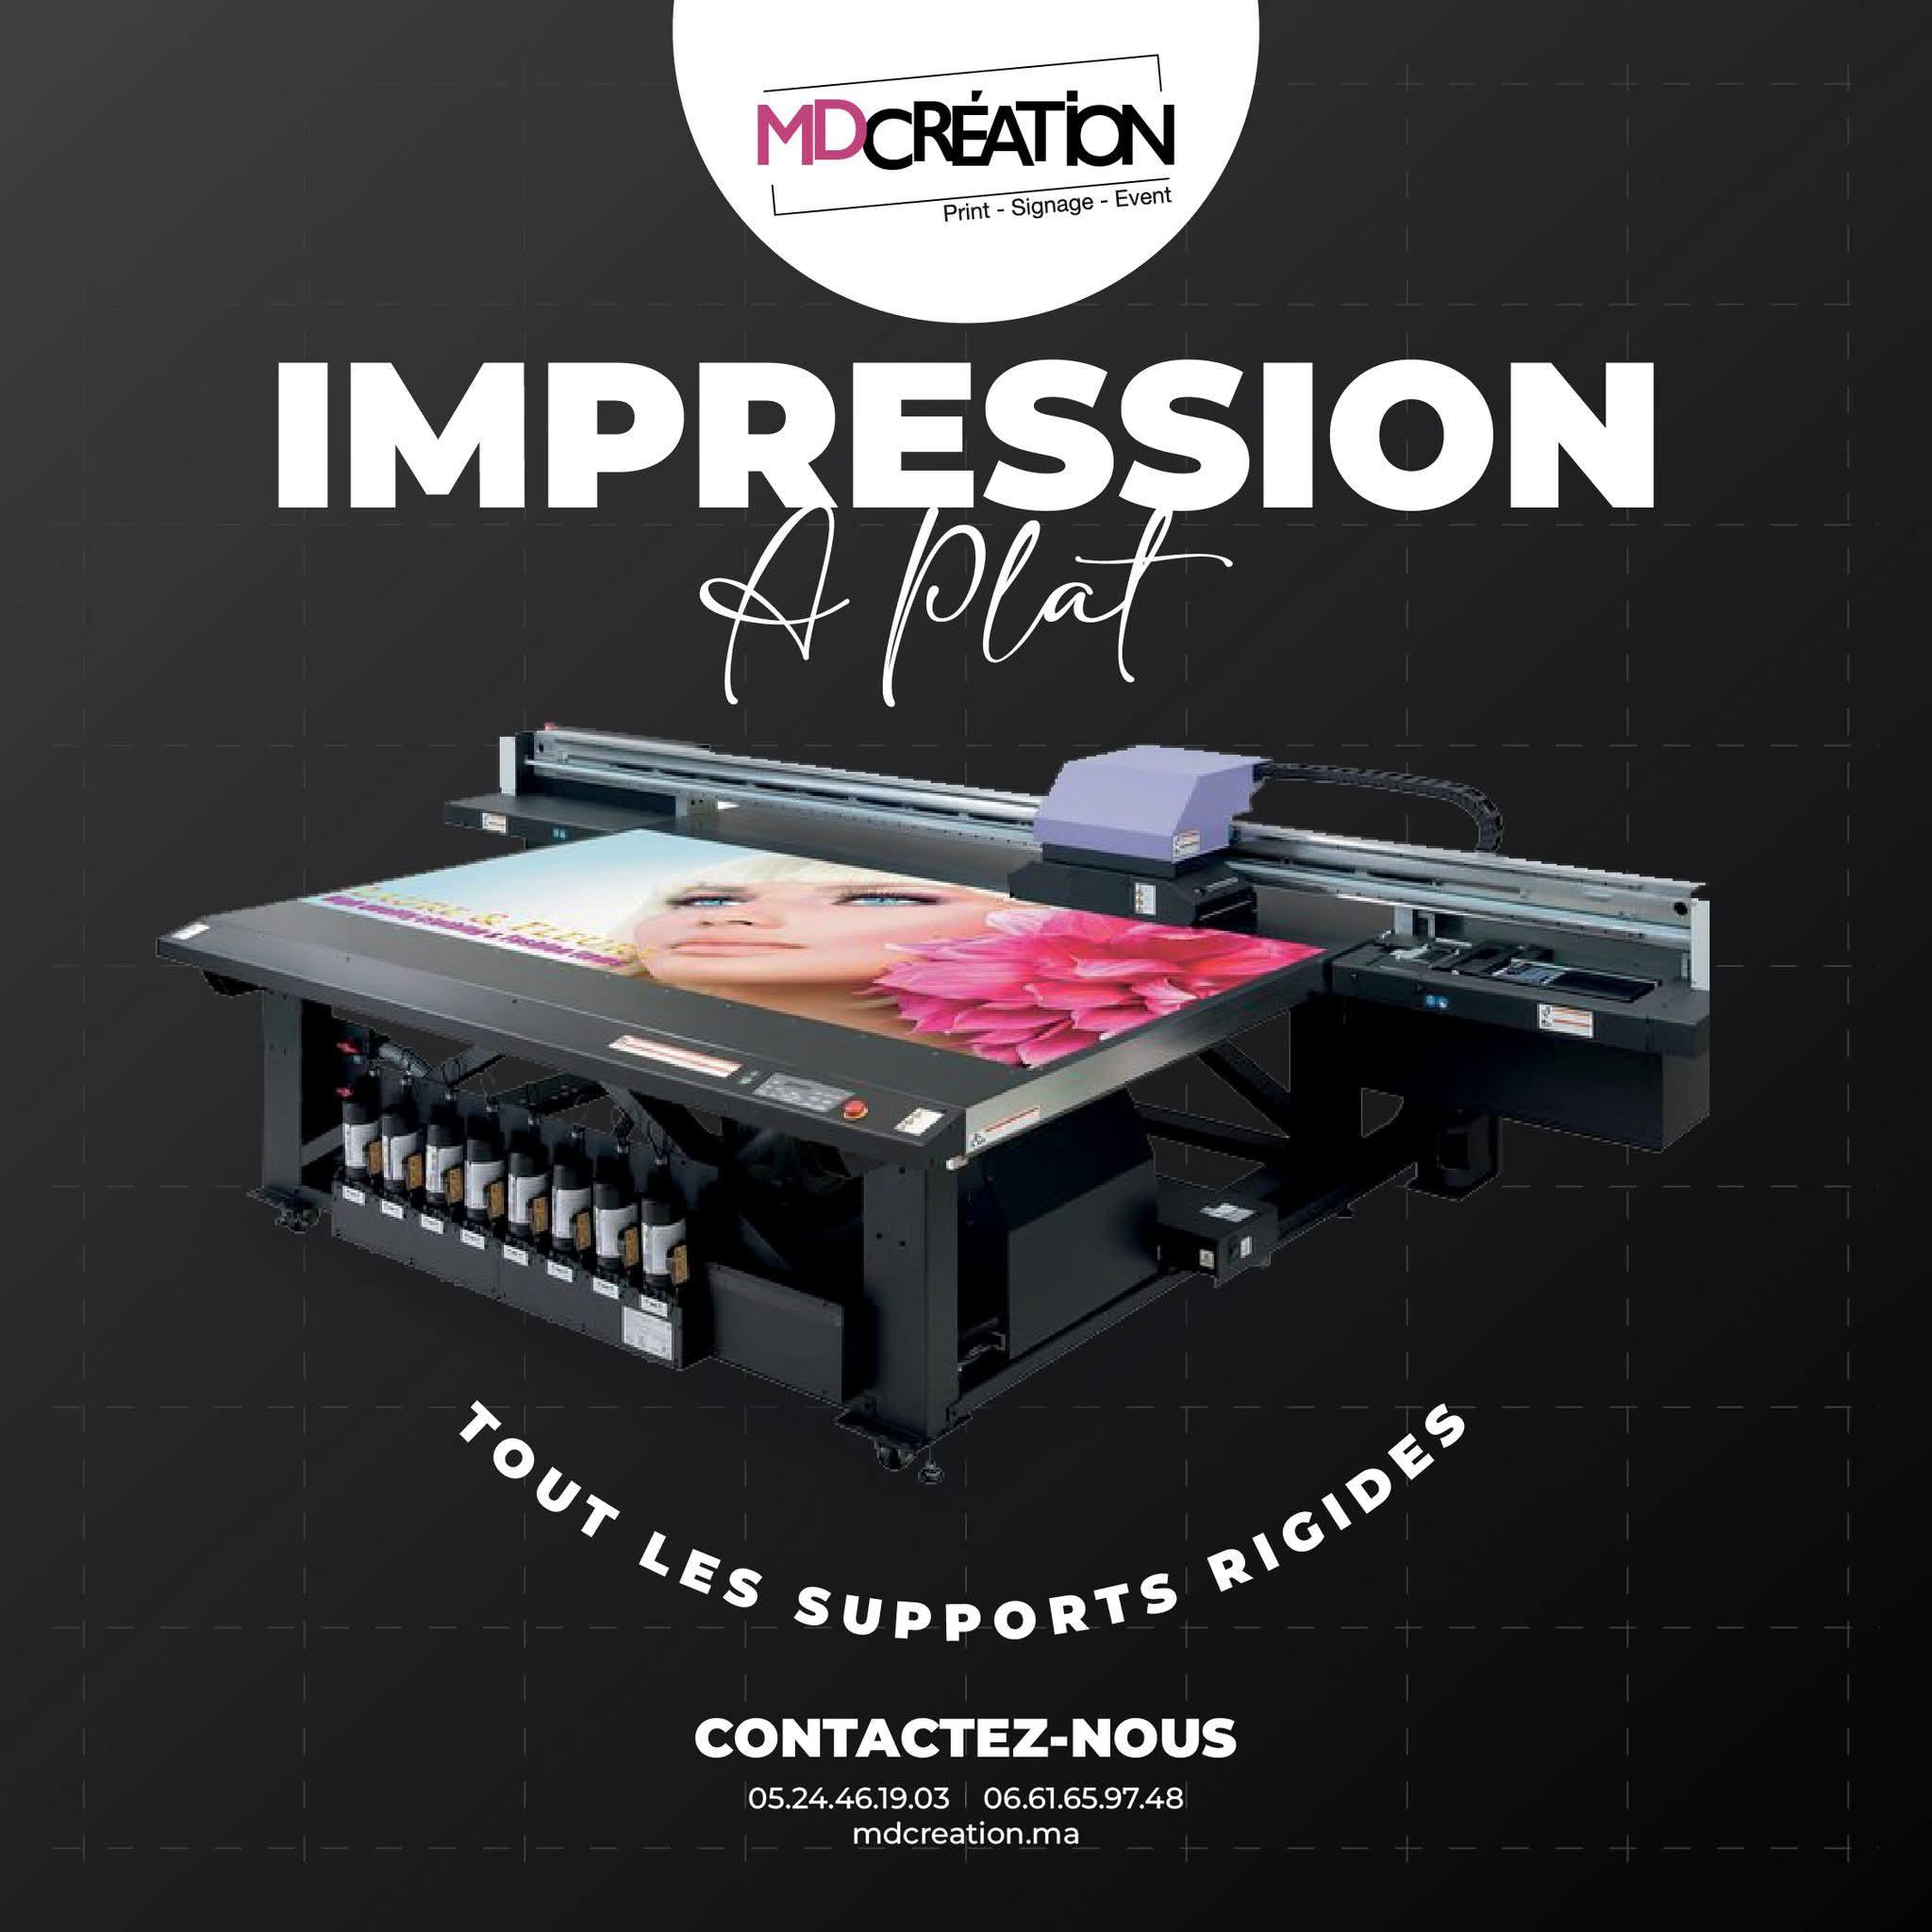 MDCRÉATiON
Print - Signage - Event
IMPRESSION
A Plat
TOUT LES SUPPORTS RIGIDES
CONTACTEZ-NOUS
05.24.46.19.03 | 06.61.65.97.48
mdcreation.ma